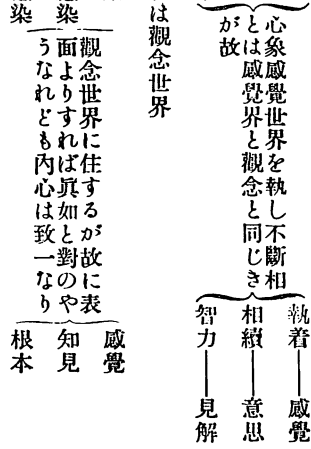 心象感覺世界を執し不斷相
とは感覺界と觀念と同じき
が故
執着――感覺
相續――意思
智力――見解
は觀念世界
染
觀念世界に住するが故に表
面よりすれば眞如と對のや
うなれども內心は致一なり
感覺
知見
根本
染